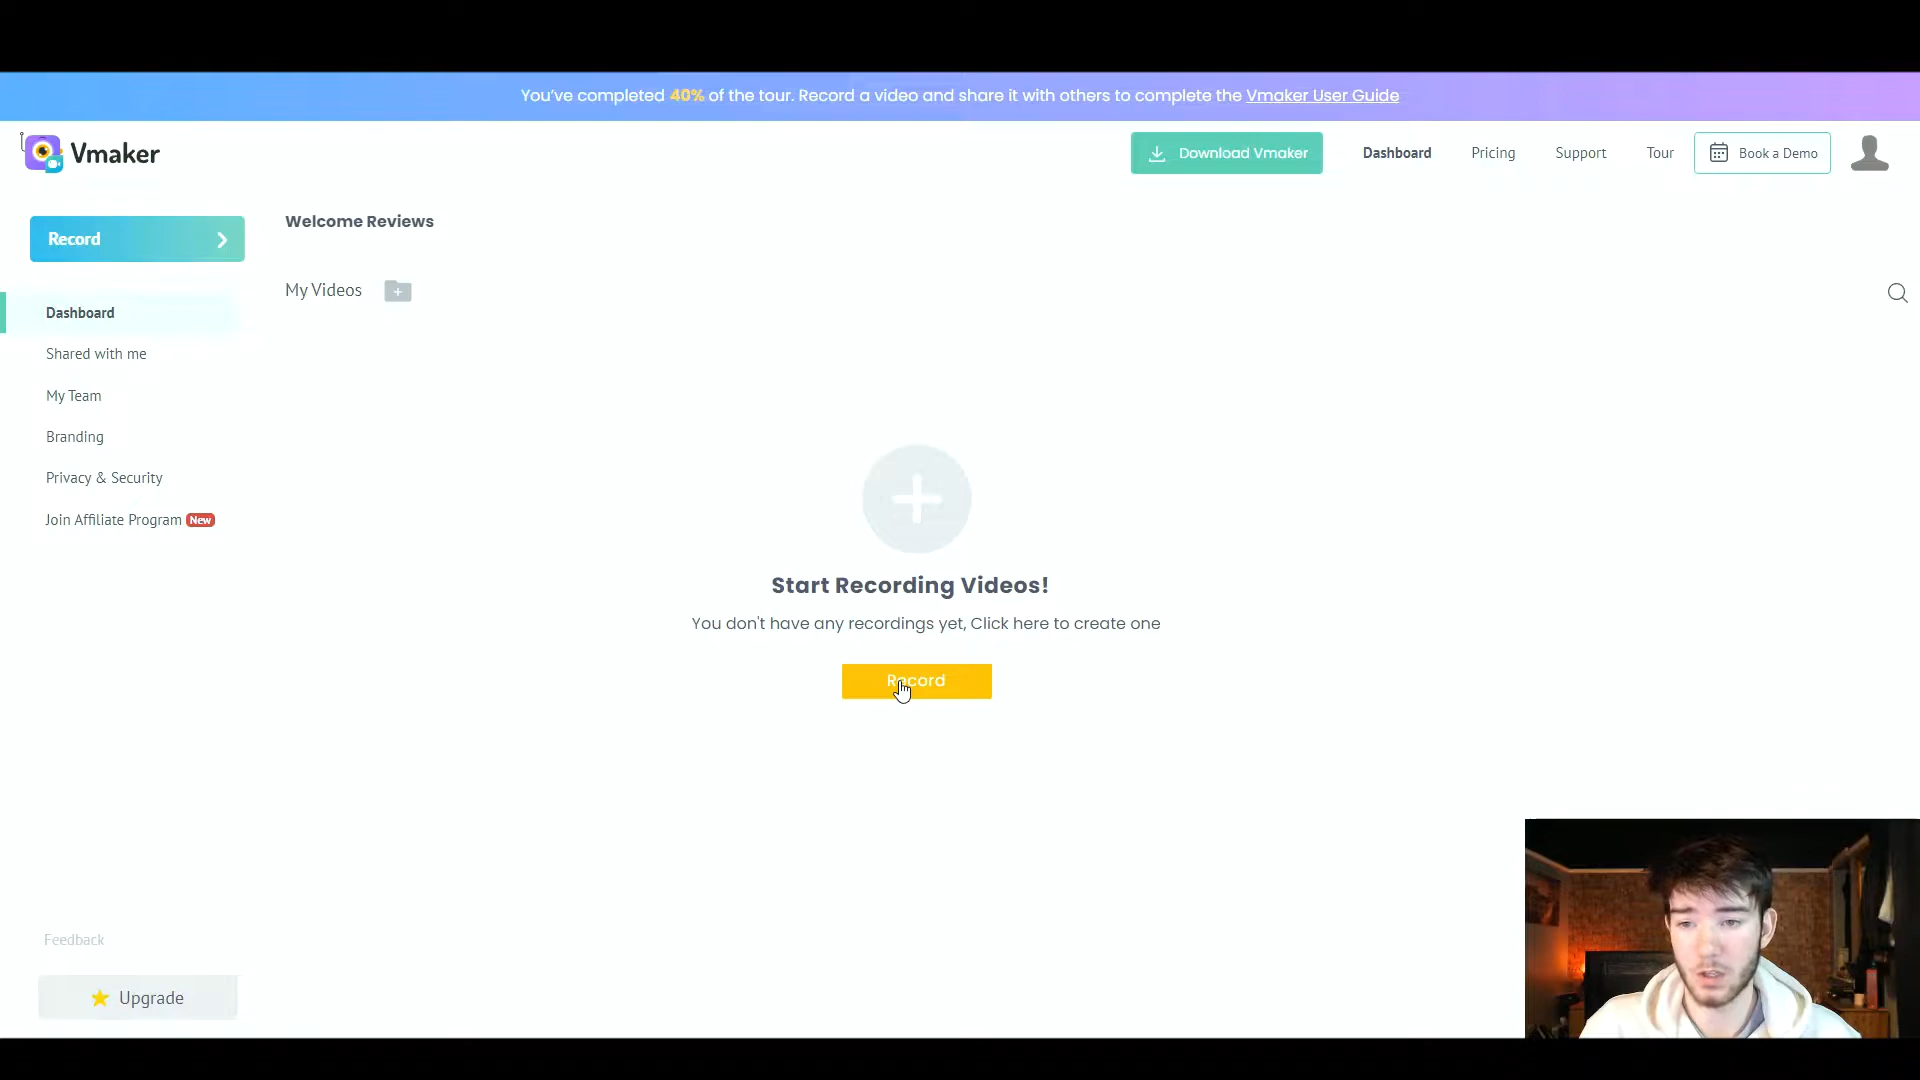 You've completed 40% of the tour. Record a video and share it with others to complete the Vmaker User Guide
Vmaker
Download Vmaker
Dashboard
Pricing
Support
Tour
Book a Demo
Record
Welcome Reviews
My Videos
Dashboard
Shared with me
My Team
Branding
Privacy & Security
Join Affiliate Program New
Start Recording Videos!
You don't have any recordings yet, Click here to create one
Record
Feedback
Upgrade